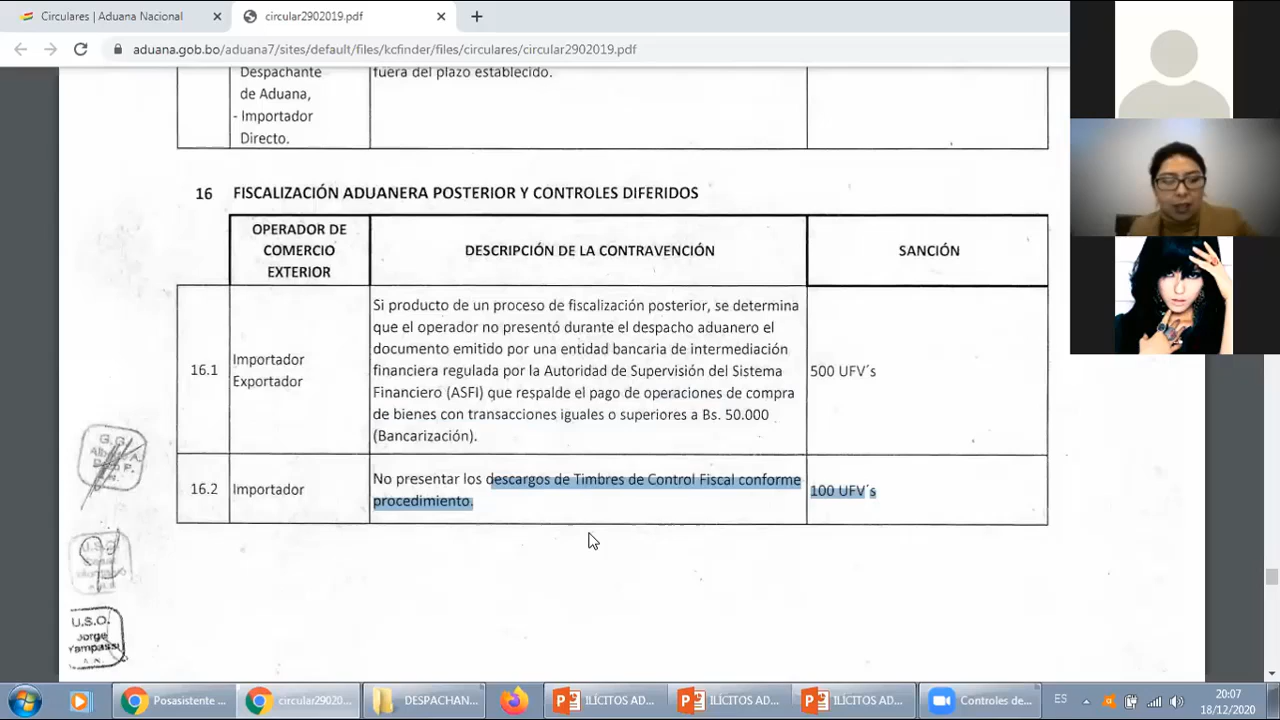 Circulares | Aduana Nacional
circular2902019.pdf
aduana.gob.bo/aduana7/sites/default/files/kcfinder/files/circulares/circular2902019.pdf
Despachante
de Aduana,
- Importador
Directo.
fuera del plazo establecido.
16 FISCALIZACIÓN ADUANERA POSTERIOR Y CONTROLES DIFERIDOS
OPERADOR DE
COMERCIO
EXTERIOR
DESCRIPCIÓN DE LA CONTRAVENCIÓN
SANCIÓN
16.1
Importador
Exportador
Si producto de un proceso de fiscalización posterior, se determina
que el operador no presentó durante el despacho aduanero el
documento emitido por una entidad bancaria de intermediación
financiera regulada por la Autoridad de Supervisión del Sistema
Financiero (ASFI) que respalde el pago de operaciones de compra
de bienes con transacciones iguales o superiores a Bs. 50.000
(Bancarización).
500 UFV´s
16.2
Importador
No presentar los descargos de Timbres de Control Fiscal conforme
procedimiento.
100 UFV´s
G.G.
U.S.O.
Jorge
A.N.
Posasistente ...
circular29020...
DESPACHAN...
ILÍCITOS AD...
ILÍCITOS AD...
ILÍCITOS AD...
Controles de...
ES
20:07
18/12/2020